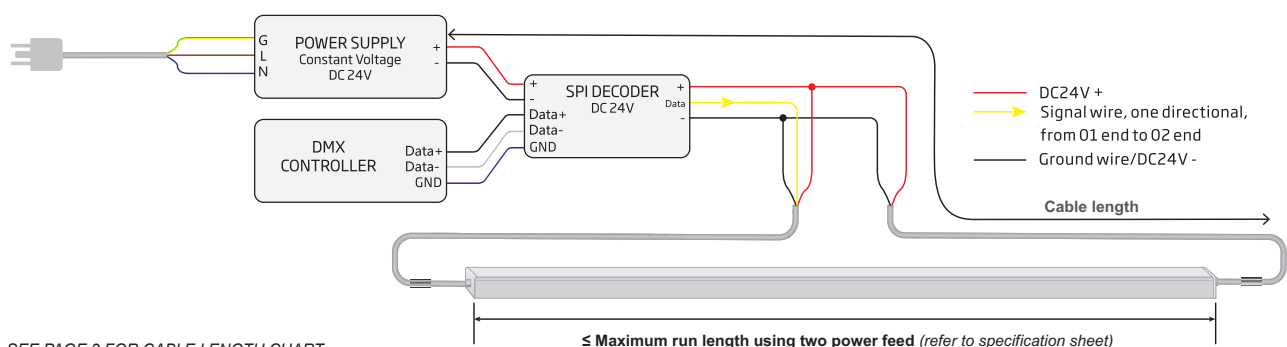 G
L
N
POWER SUPPLY
Constant Voltage
DC 24V
+
-
+
-
Data+
Data-
GND
SPI DECODER
DC 24V
+
Data
-
DMX
CONTROLLER
Data+
Data-
GND
DC24V +
Signal wire, one directional,
from 01 end to 02 end
Ground wire/DC24V -
Cable length
≤ Maximum run length using two power feed (refer to specification sheet)